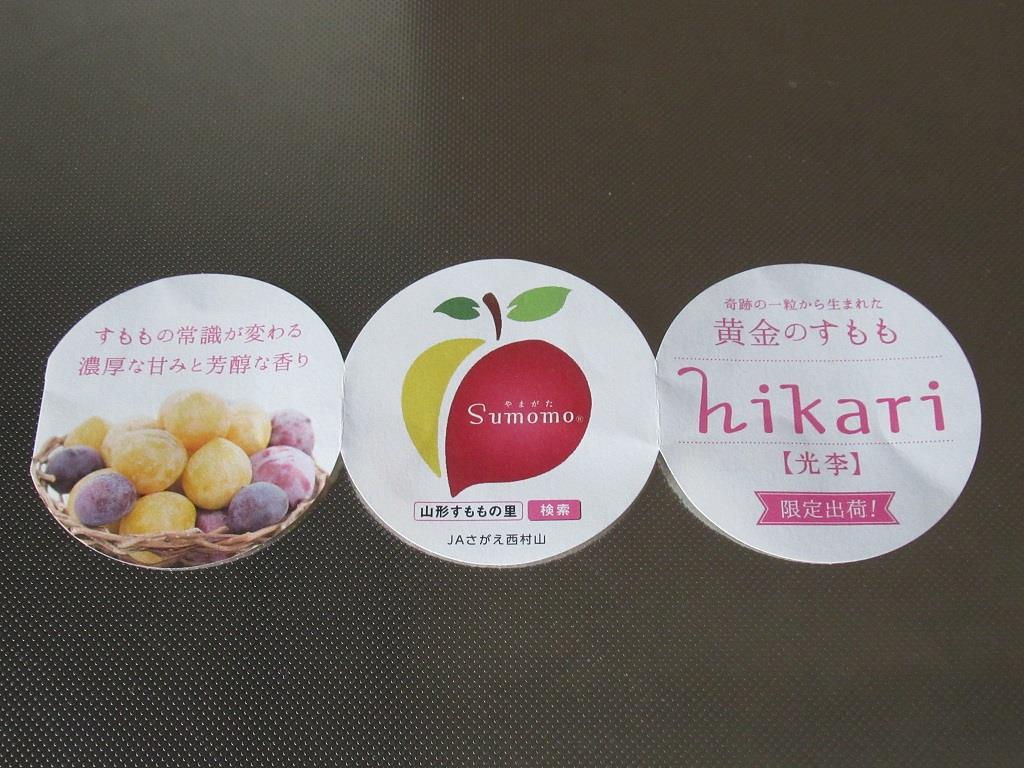 すももの常識が変わる
濃厚な甘みと芳醇な香り
やまがた
Sumomo®
山形すももの里 検索
JAさがえ西村山
奇跡の一粒から生まれた
黄金のすもも
hikari
【光李】
限定出荷!